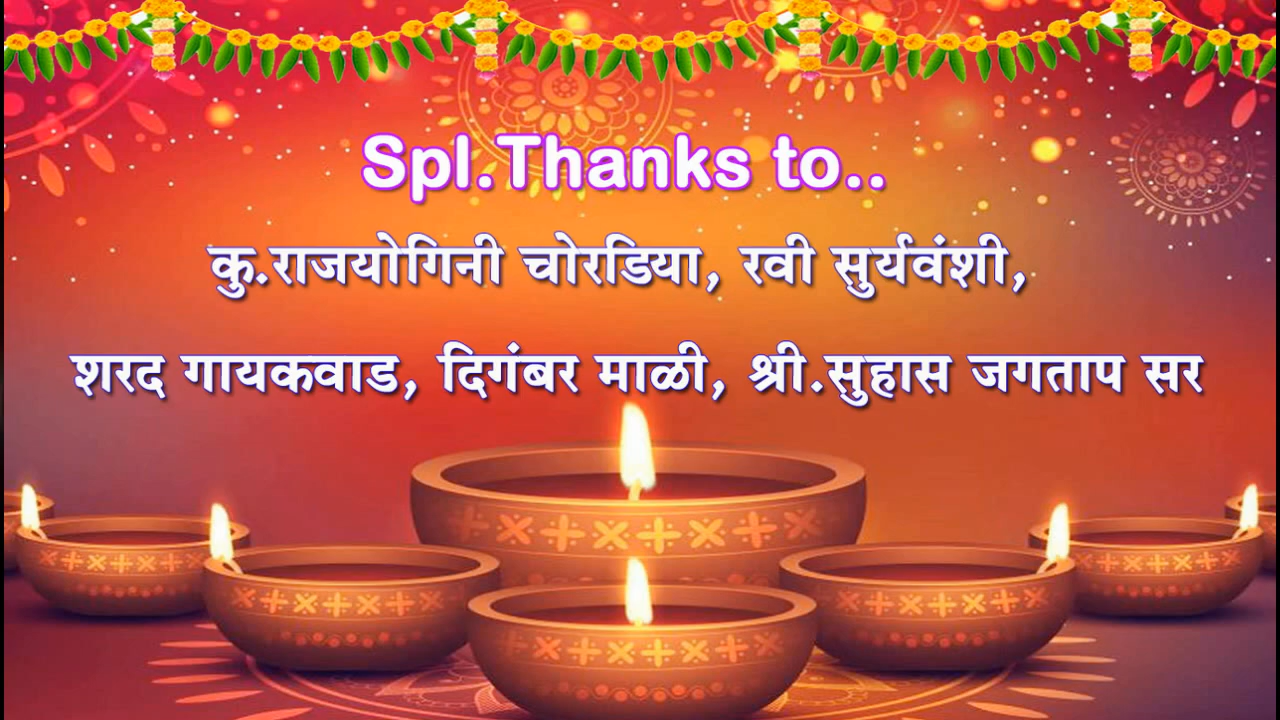 Spl.Thanks to..
कु.राजयोगिनी चोरडिया, रवी सुर्यवंशी,
शरद गायकवाड, दिगंबर माळी, श्री.सुहास जगताप सर